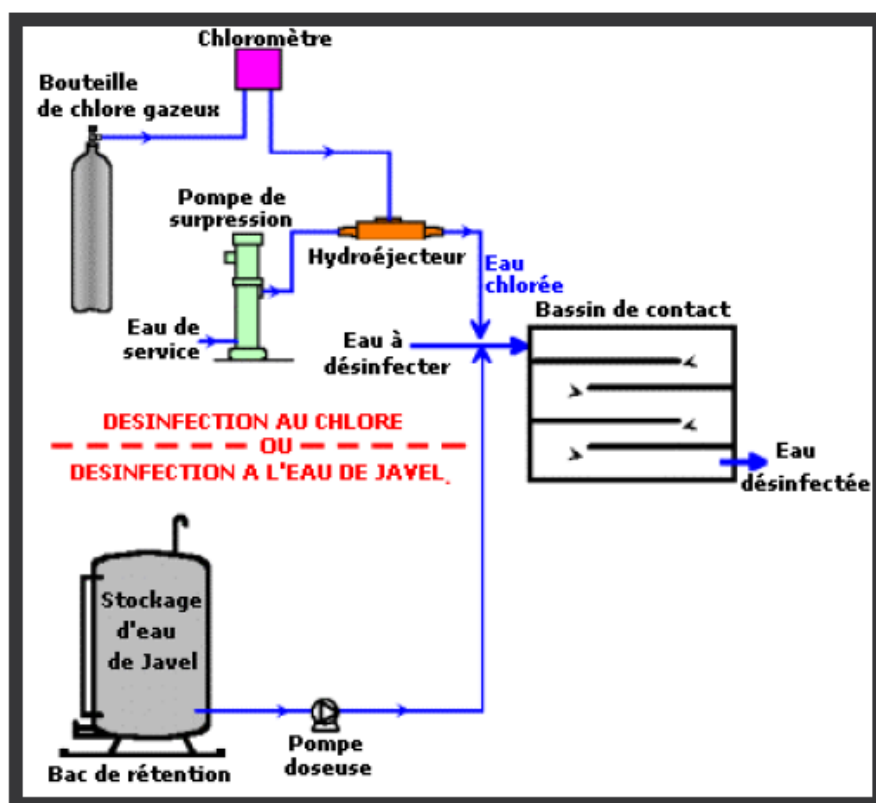 Chloromètre
Bouteille
de chlore gazeux
Pompe de
surpression
Hydroéjecteur
Eau
chlorée
Bassin de contact
Eau de
service
Eau à
désinfecter
DESINFECTION AU CHLORE
OU
DESINFECTION A L'EAU DE JAVEL.
Eau
désinfectée
Stockage
d'eau
de Javel
Pompe
doseuse
Bac de rétention